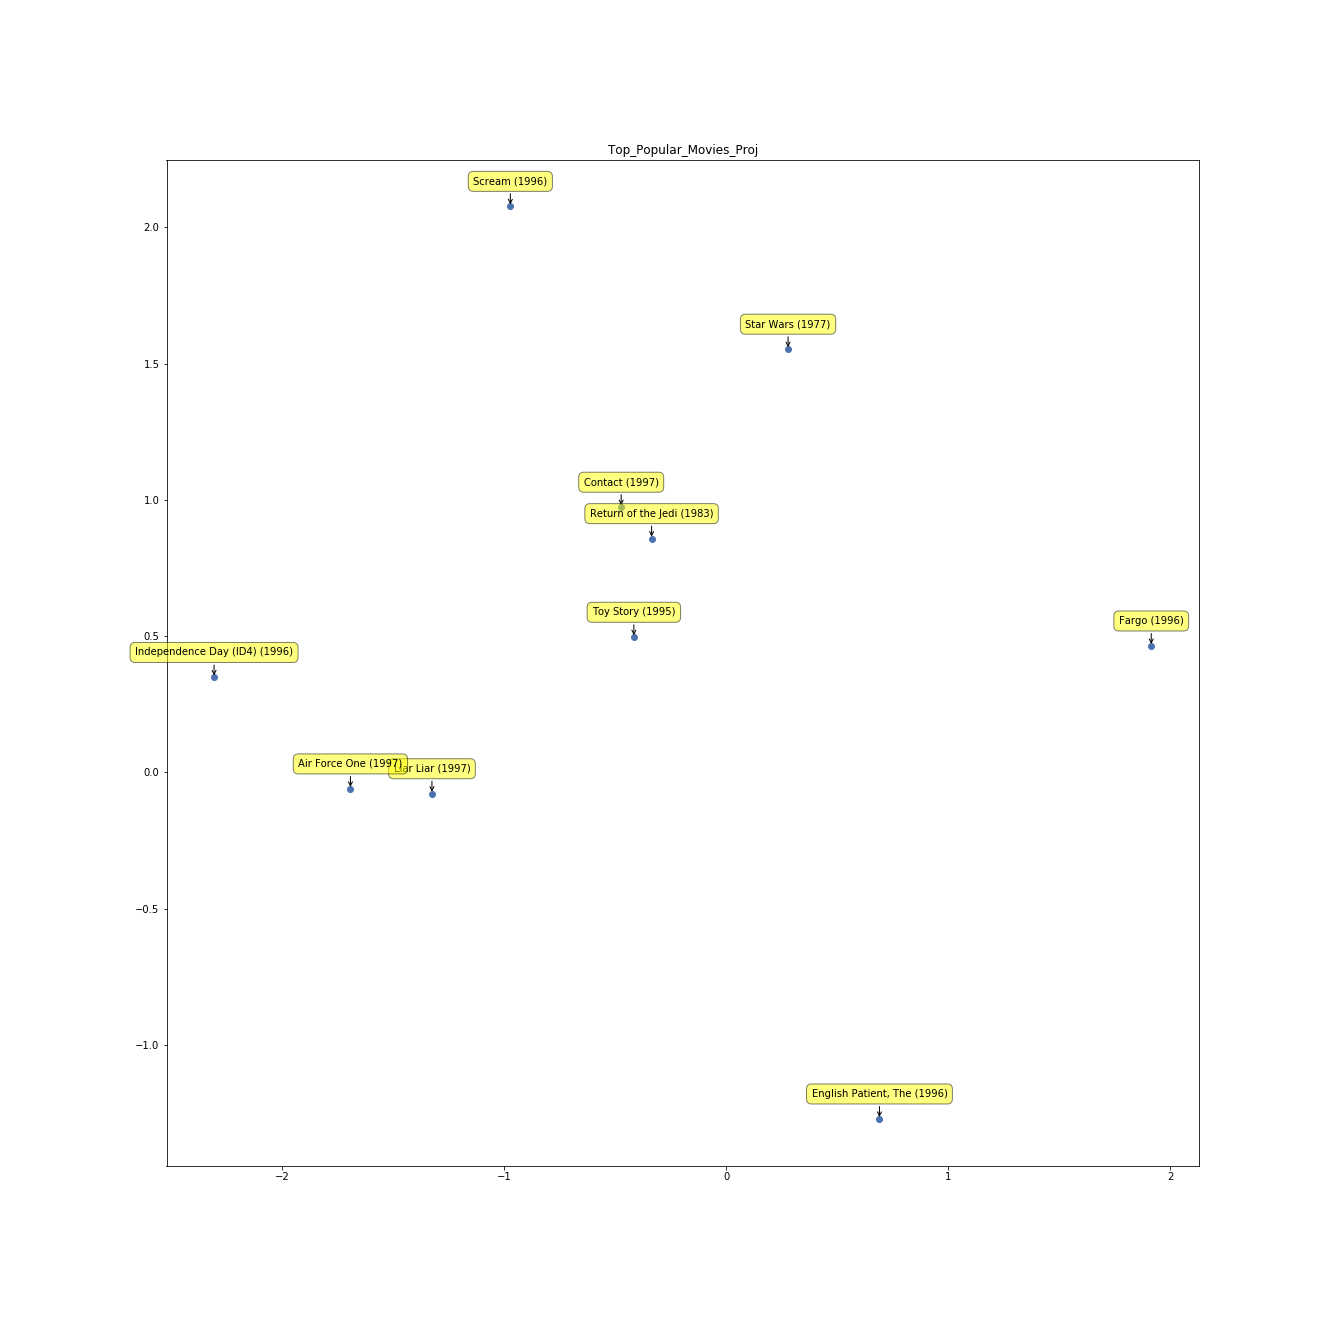 Top_Popular_Movies_Proj
Scream (1996)
2.0
Star Wars (1977)
1.5
Contact (1997)
1.0
Return of the Jedi (1983)
Toy Story (1995)
Fargo (1996)
0.5
Independence Day (ID4) (1996)
Air Force One (1997)
Liar Liar (1997)
0.0
−0.5
−1.0
English Patient, The (1996)
−2 −1 0 1 2